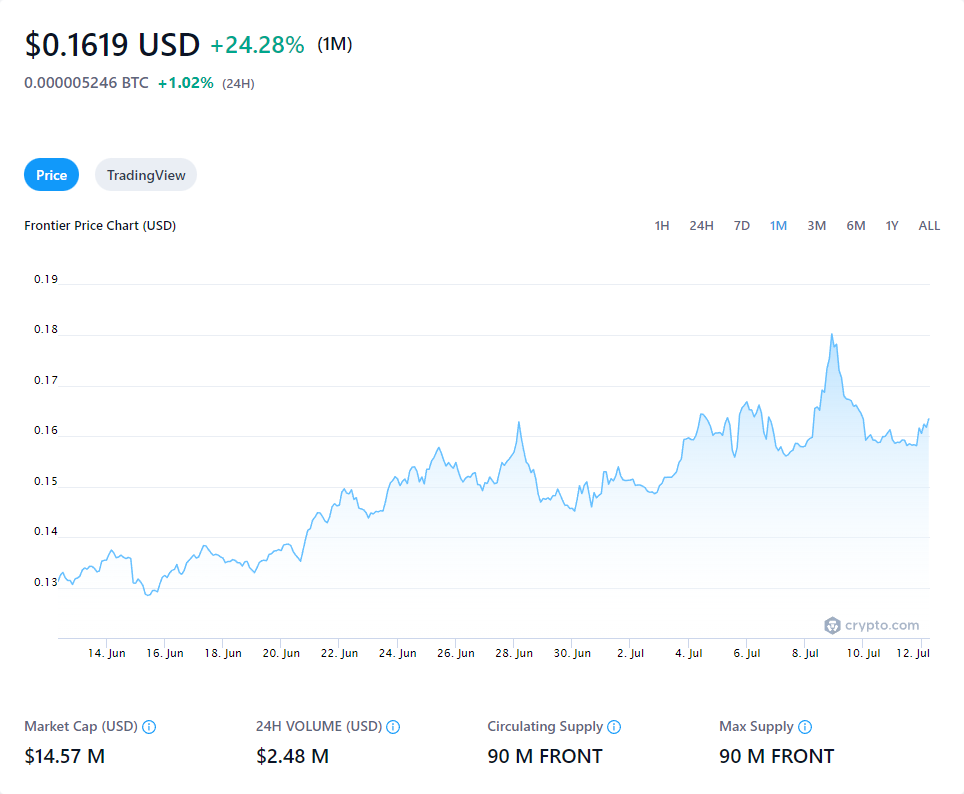 $0.1619 USD +24.28% (1M)
0.000005246 BTC +1.02% (24H)
Price TradingView
Frontier Price Chart (USD) 1H 24H 7D 1M 3M 6M 1Y ALL
0.19
0.18
0.17
0.16
0.15
0.14
0.13
crypto.com
14. Jun 16. Jun 18. Jun 20. Jun 22. Jun 24. Jun 26. Jun 28. Jun 30. Jun 2. Jul 4. Jul 6. Jul 8. Jul 10. Jul 12. Jul
Market Cap (USD) 24H VOLUME (USD) Circulating Supply Max Supply
$14.57 M $2.48 M 90 M FRONT 90 M FRONT